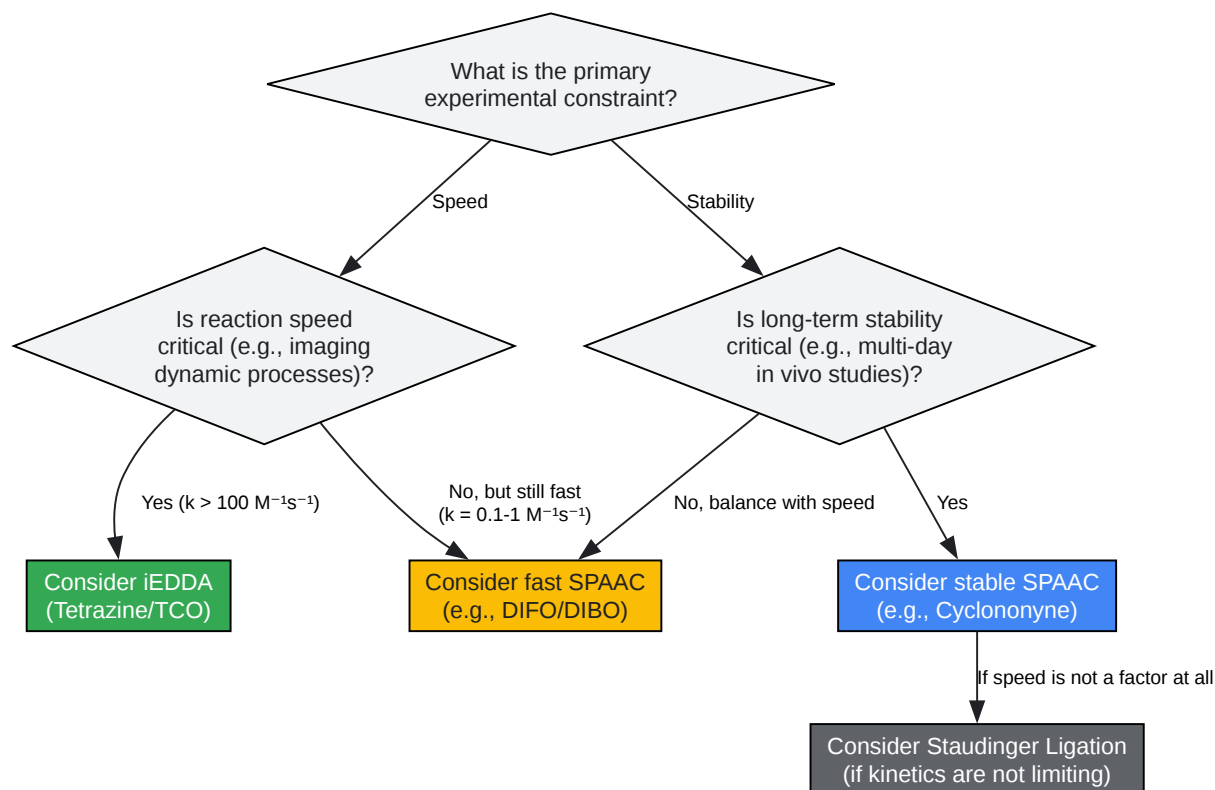 What is the primary
experimental constraint?
Speed
Stability
Is reaction speed
critical (e.g., imaging
dynamic processes)?
Is long-term stability
critical (e.g., multi-day
in vivo studies)?
Yes (k > 100 M⁻¹s⁻¹)
No, but still fast
(k = 0.1-1 M⁻¹s⁻¹)
No, balance with speed
Yes
Consider iEDDA
(Tetrazine/TCO)
Consider fast SPAAC
(e.g., DIFO/DIBO)
Consider stable SPAAC
(e.g., Cyclononyne)
If speed is not a factor at all
Consider Staudinger Ligation
(if kinetics are not limiting)